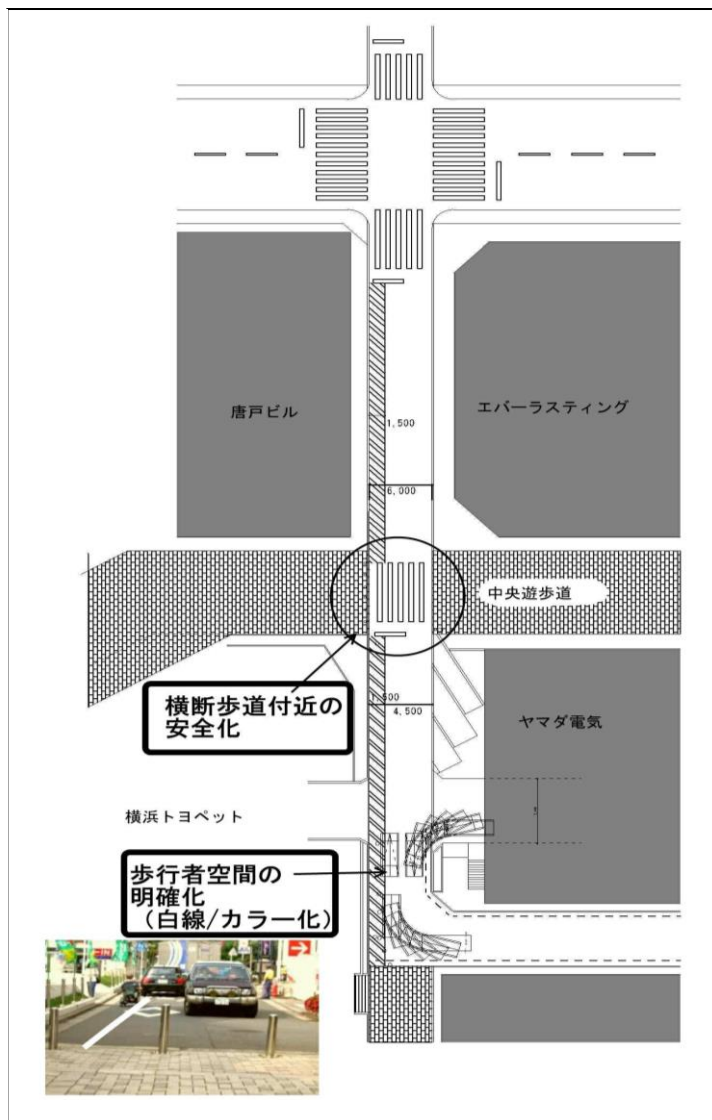 唐戸ビル
エバーラスティング
1,500
6,000
中央遊歩道
横断歩道付近の
安全化
1,500
4,500
ヤマダ電気
横浜トヨペット
歩行者空間の
明確化
（白線/カラー化）